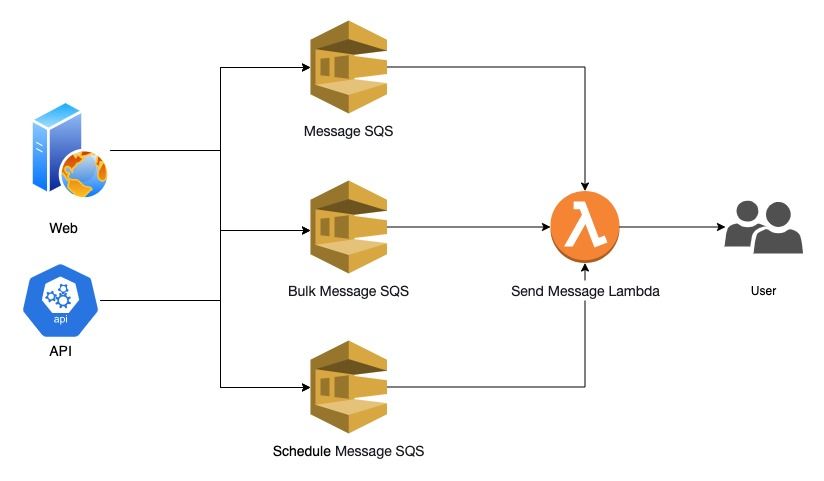 Message SQS
Web
Bulk Message SQS
Send Message Lambda
User
api
API
Schedule Message SQS